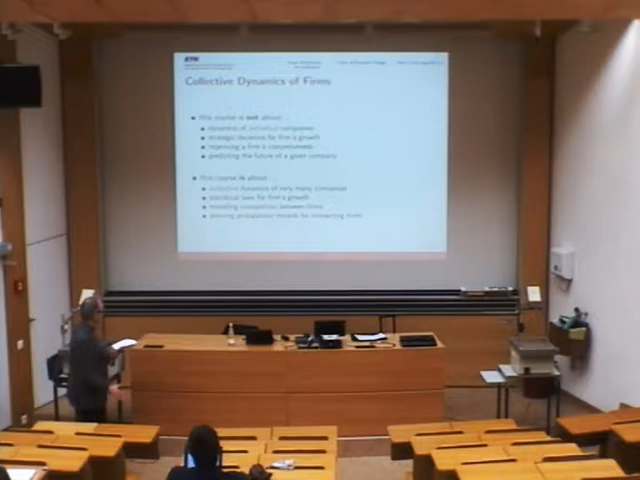 ETH
Collective Dynamics of Firms
this course is not about
dynamics of individual companies
strategic decisions for firm's growth
improving a firm's competitiveness
predicting the future of a given company
this course is about
collective dynamics of very many companies
statistical laws for firm's growth
modelling competition between firms
deriving probabilistic models for interacting firms